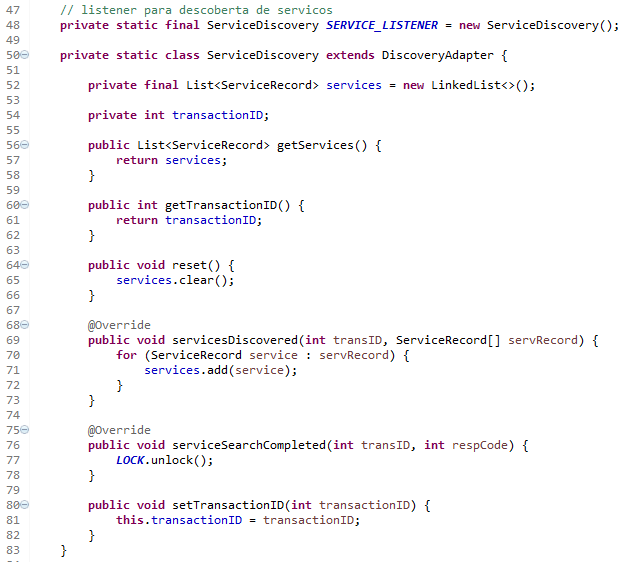 47 // listener para descoberta de servicos
48 private static final ServiceDiscovery SERVICE_LISTENER = new ServiceDiscovery();
49
50 private static class ServiceDiscovery extends DiscoveryAdapter {
51
52 private final List<ServiceRecord> services = new LinkedList<>();
53
54 private int transactionID;
55
56 public List<ServiceRecord> getServices() {
57 return services;
58 }
59
60 public int getTransactionID() {
61 return transactionID;
62 }
63
64 public void reset() {
65 services.clear();
66 }
67
68 @Override
69 public void servicesDiscovered(int transID, ServiceRecord[] servRecord) {
70 for (ServiceRecord service : servRecord) {
71 services.add(service);
72 }
73 }
74
75 @Override
76 public void serviceSearchCompleted(int transID, int respCode) {
77 LOCK.unlock();
78 }
79
80 public void setTransactionID(int transactionID) {
81 this.transactionID = transactionID;
82 }
83 }